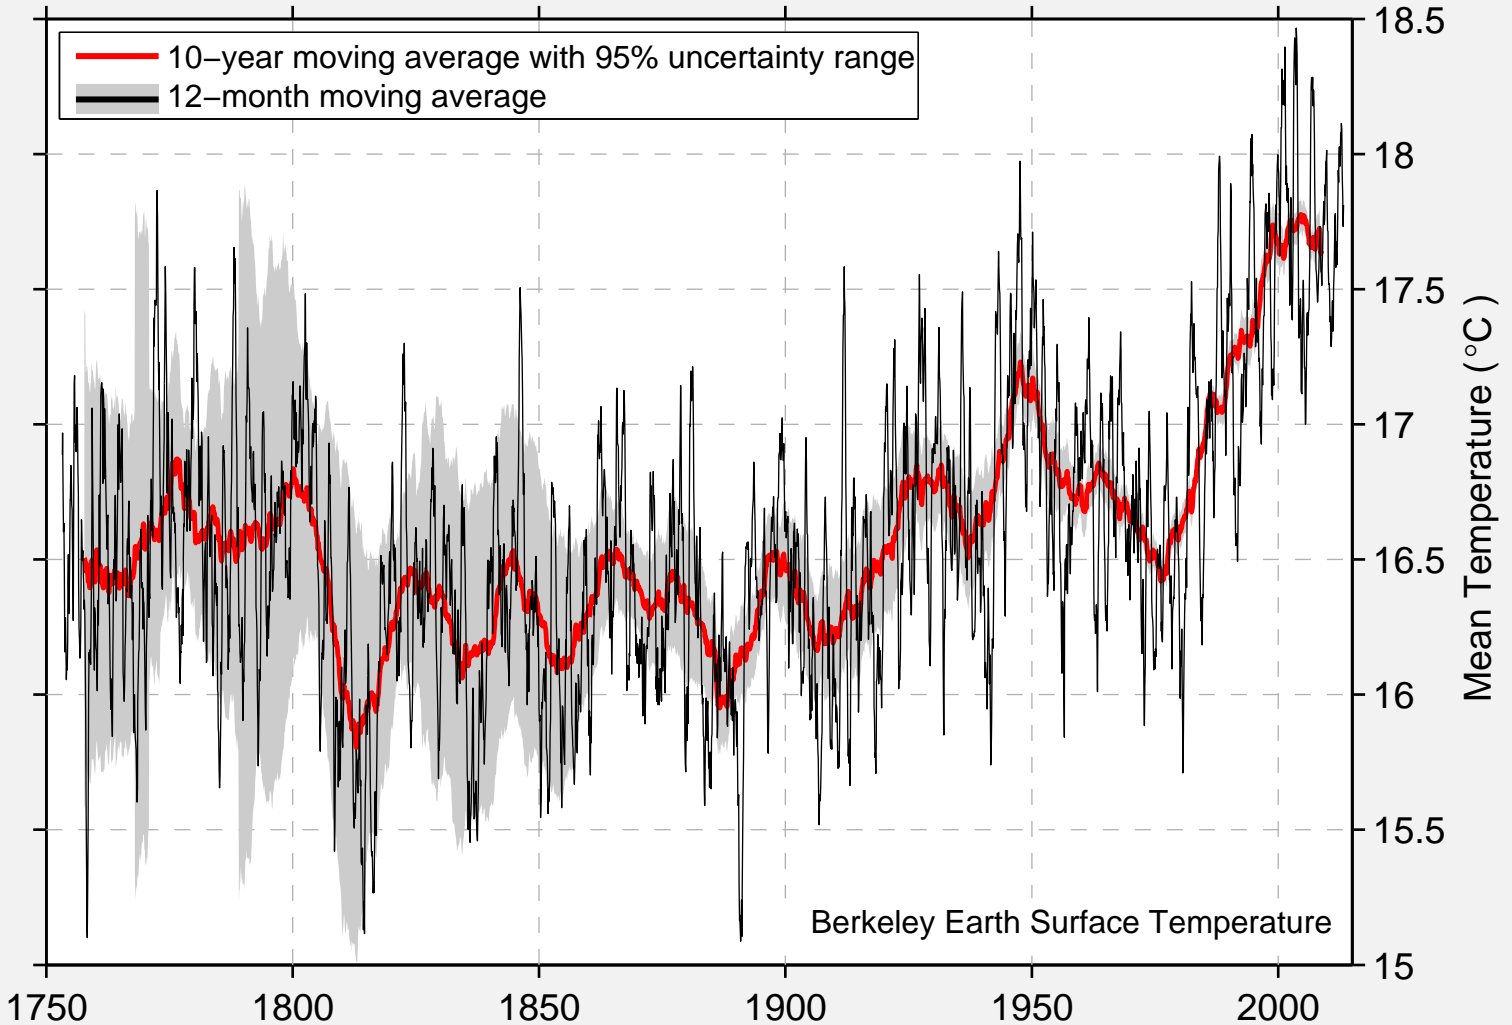 10−year moving average with 95% uncertainty range
12−month moving average
18.5
18
17.5
17
16.5
16
15.5
15
Mean Temperature (°C )
Berkeley Earth Surface Temperature
1750 1800 1850 1900 1950 2000